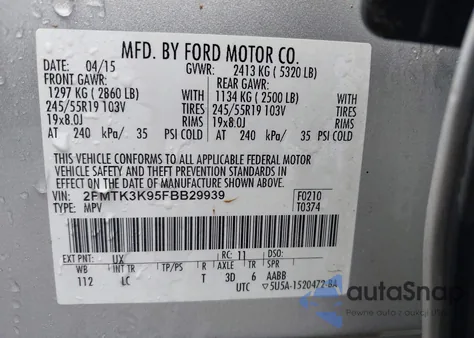 MFD. BY FORD MOTOR CO.
DATE: 04/15 GVWR: 2413 KG ( 5320 LB)
FRONT GAWR: REAR GAWR:
1297 KG ( 2860 LB) WITH 1134 KG ( 2500 LB) WITH
245/55R19 103V TIRES 245/55R19 103V TIRES
19x8.0J RIMS 19x8.0J RIMS
AT 240 kPa/ 35 PSI COLD AT 240 kPa/ 35 PSI COLD
THIS VEHICLE CONFORMS TO ALL APPLICABLE FEDERAL MOTOR
VEHICLE SAFETY AND THEFT PREVENTION STANDARDS IN EFFECT
ON THE DATE OF MANUFACTURE SHOWN ABOVE.
VIN: 2FMTK3K95FBB29939 F0210
TYPE: MPV T0374
EXT PNT: UX RC: 11 DSO:
WB INT TR TP/PS R AXLE TR SPR
112 LC T 3D 6 AABB
UTC 5U5A-1520472-BA
autoSnap